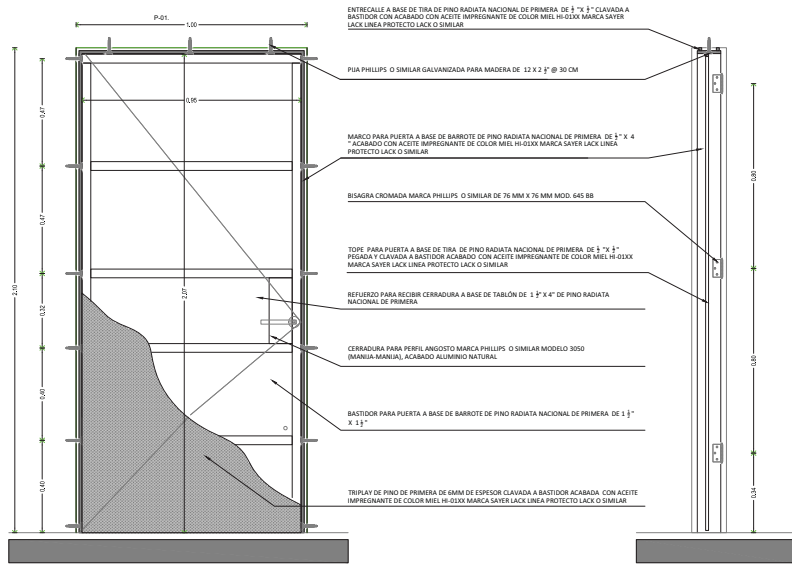 P-01.
1.00
ENTRECALLE A BASE DE TIRA DE PINO RADIATA NACIONAL DE PRIMERA DE ½ "X ½" CLAVADA A
BASTIDOR CON ACABADO CON ACEITE IMPREGNANTE DE COLOR MIEL HI-01XX MARCA SAYER
LACK LINEA PROTECTO LACK O SIMILAR
PIJA PHILLIPS O SIMILAR GALVANIZADA PARA MADERA DE 12 X 2 ½" @ 30 CM
0,95
0,47
MARCO PARA PUERTA A BASE DE BARROTE DE PINO RADIATA NACIONAL DE PRIMERA DE ½" X 4
" ACABADO CON ACEITE IMPREGNANTE DE COLOR MIEL HI-01XX MARCA SAYER LACK LINEA
PROTECTO LACK O SIMILAR
0,80
BISAGRA CROMADA MARCA PHILLIPS O SIMILAR DE 76 MM X 76 MM MOD. 645 BB
0,47
TOPE PARA PUERTA A BASE DE TIRA DE PINO RADIATA NACIONAL DE PRIMERA DE ½ "X ½"
PEGADA Y CLAVADA A BASTIDOR ACABADO CON ACEITE IMPREGNANTE DE COLOR MIEL HI-01XX
MARCA SAYER LACK LINEA PROTECTO LACK O SIMILAR
2,10
2,07
REFUERZO PARA RECIBIR CERRADURA A BASE DE TABLÓN DE 1 ½" X 4" DE PINO RADIATA
NACIONAL DE PRIMERA
0,32
CERRADURA PARA PERFIL ANGOSTO MARCA PHILLIPS O SIMILAR MODELO 3050
(MANIJA-MANIJA), ACABADO ALUMINIO NATURAL
0,80
0,40
BASTIDOR PARA PUERTA A BASE DE BARROTE DE PINO RADIATA NACIONAL DE PRIMERA DE 1 ½"
X 1½"
0,40
TRIPLAY DE PINO DE PRIMERA DE 6MM DE ESPESOR CLAVADA A BASTIDOR ACABADA CON ACEITE
IMPREGNANTE DE COLOR MIEL HI-01XX MARCA SAYER LACK LINEA PROTECTO LACK O SIMILAR
0,34